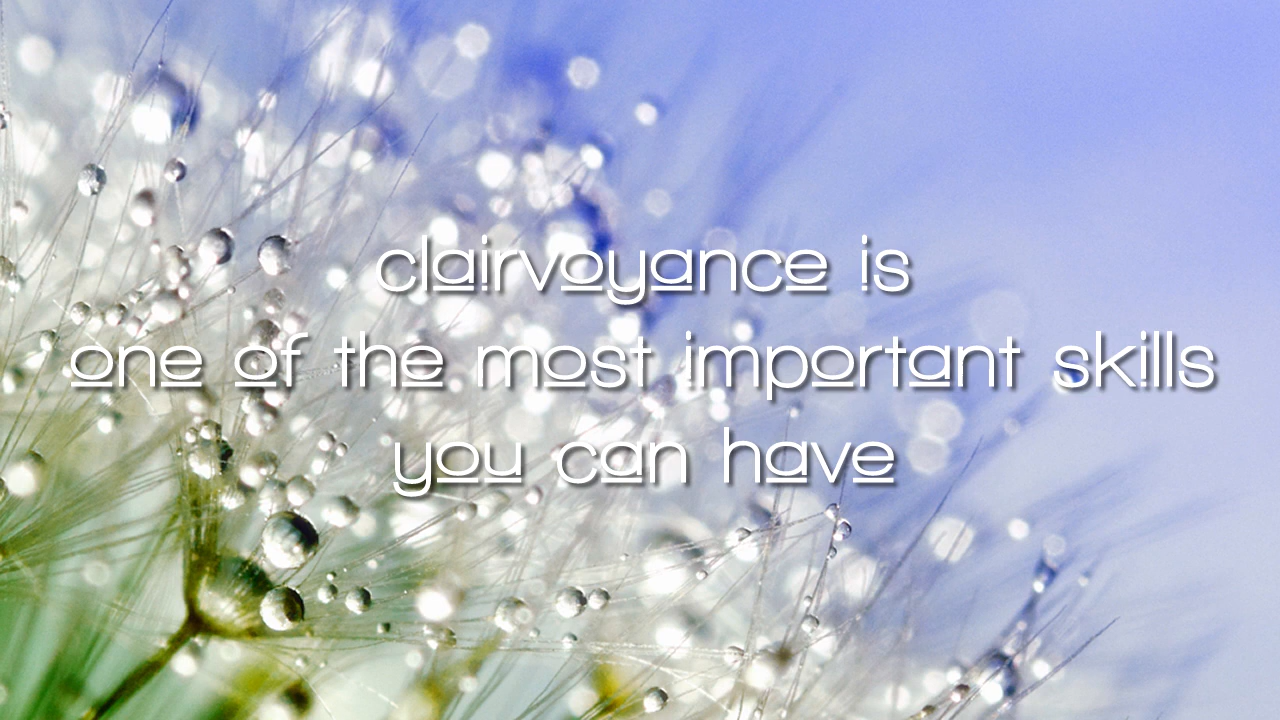 clairvoyance is
one of the most important skills
you can have